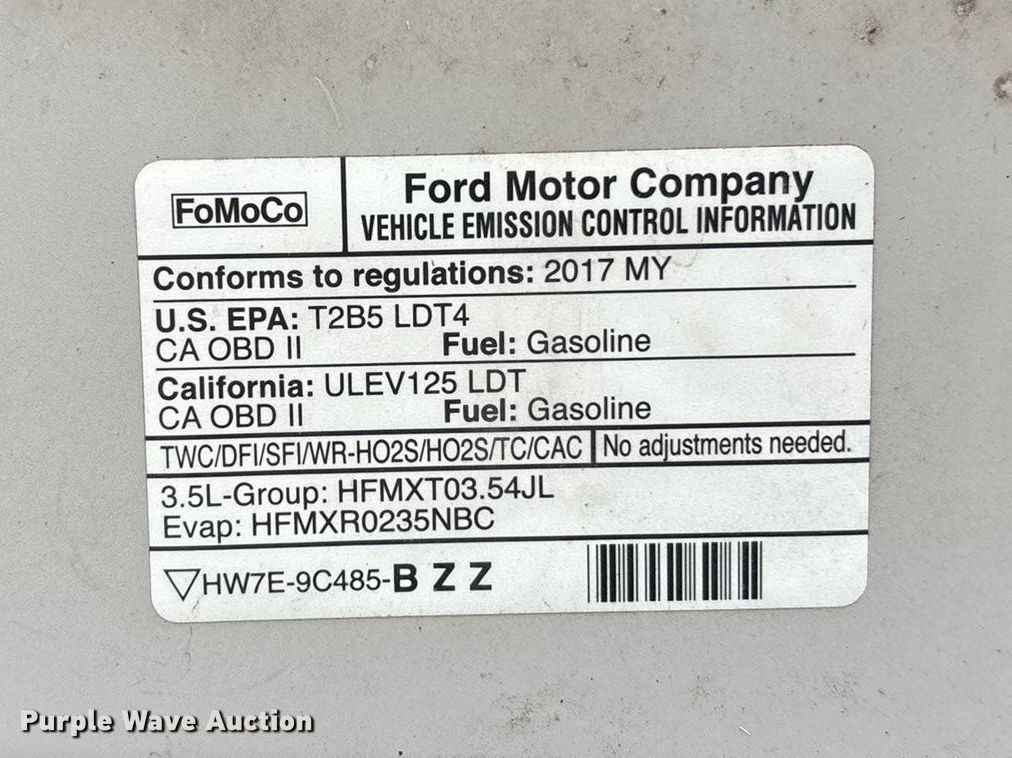 FoMoCo
Ford Motor Company
VEHICLE EMISSION CONTROL INFORMATION
Conforms to regulations: 2017 MY
U.S. EPA: T2B5 LDT4
CA OBD II Fuel: Gasoline
California: ULEV125 LDT
CA OBD II Fuel: Gasoline
TWC/DFI/SFI/WR-HO2S/HO2S/TC/CAC No adjustments needed.
3.5L-Group: HFMXT03.54JL
Evap: HFMXR0235NBC
▽HW7E-9C485-B Z Z
Purple Wave Auction